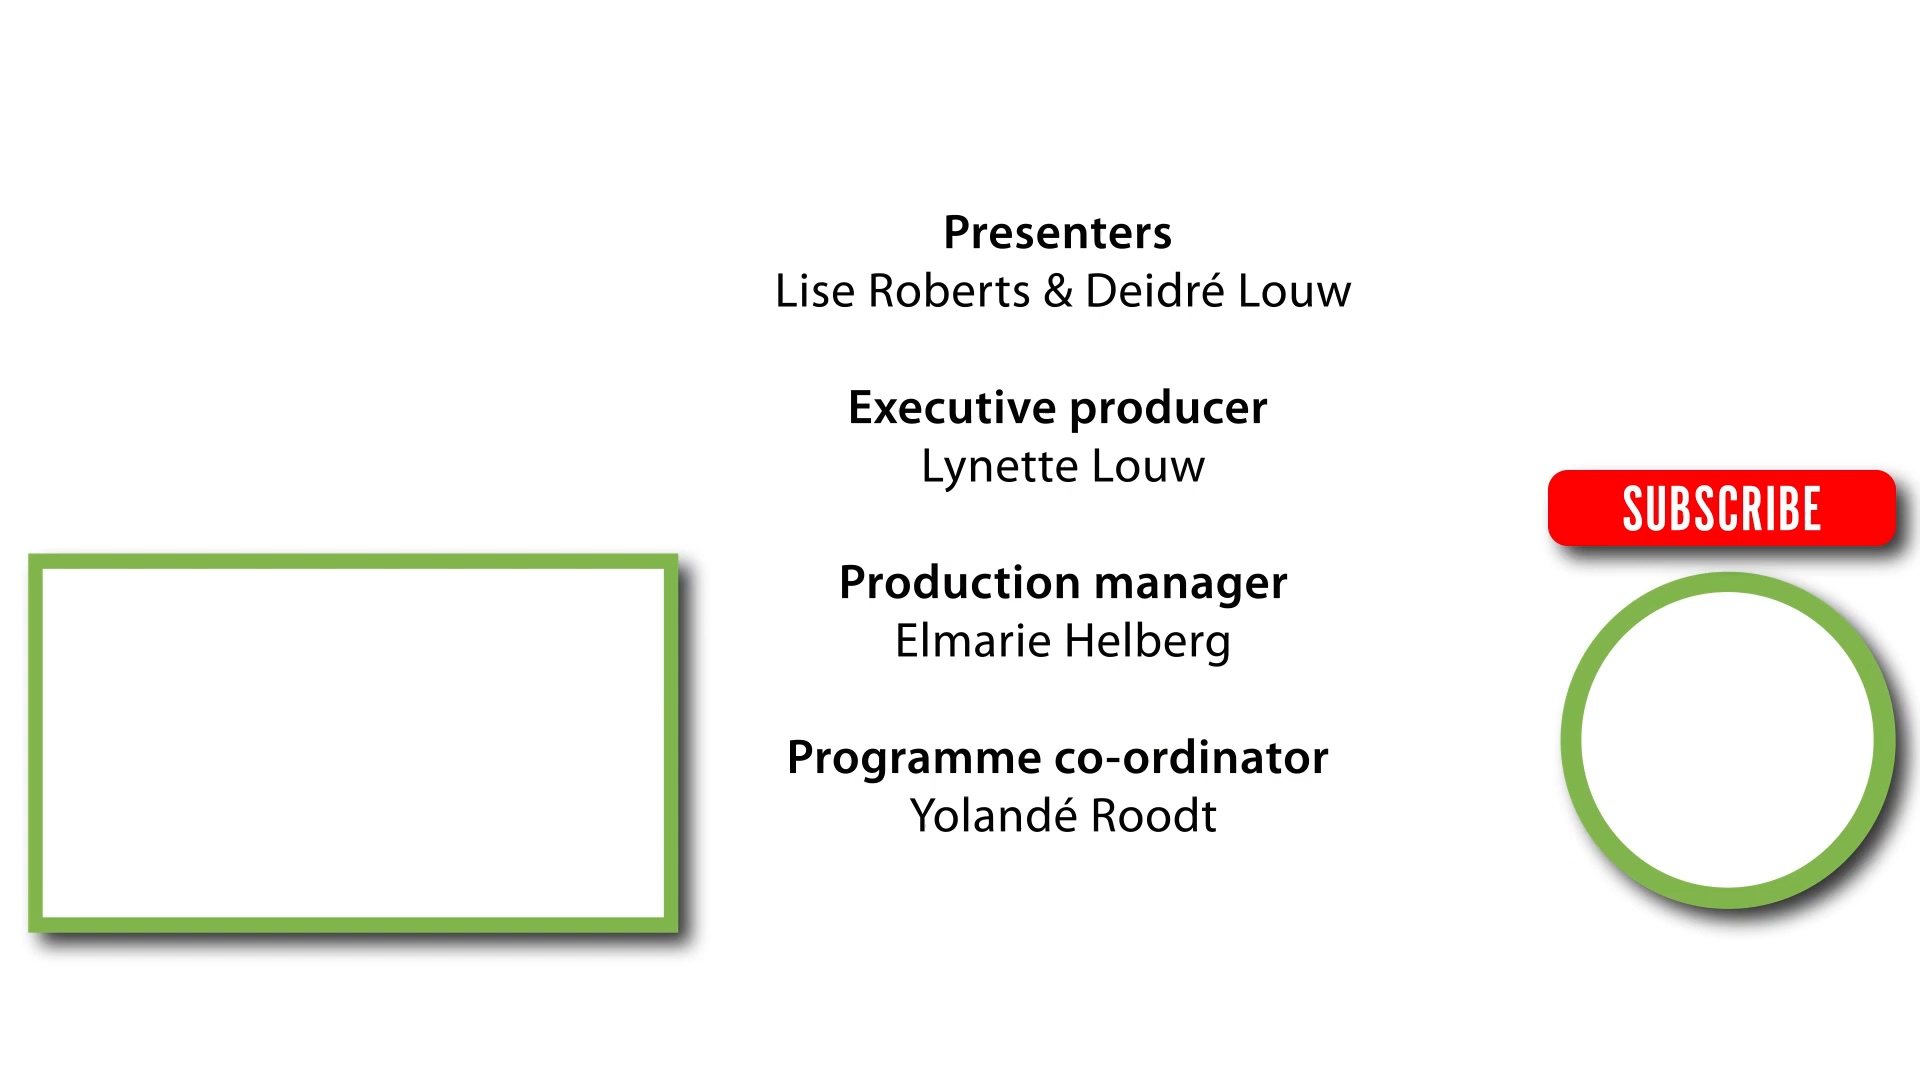 Presenters
Lise Roberts & Deidré Louw
Executive producer
Lynette Louw
Production manager
Elmarie Helberg
Programme co-ordinator
Yolandé Roodt
SUBSCRIBE